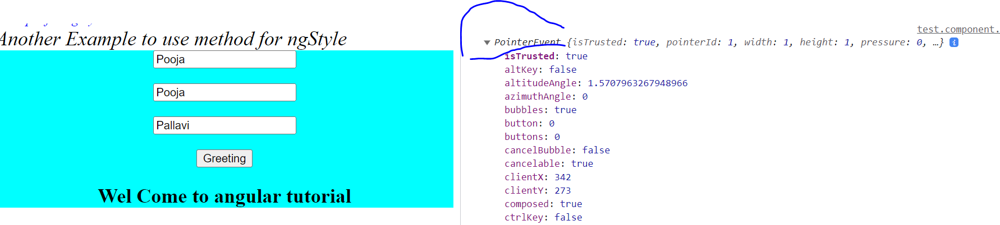 Another Example to use method for ngStyle
Pooja
Pooja
Pallavi
Greeting
Wel Come to angular tutorial
test.component.
PointerEvent {isTrusted: true, pointerId: 1, width: 1, height: 1, pressure: 0, …} i
isTrusted: true
altKey: false
altitudeAngle: 1.5707963267948966
azimuthAngle: 0
bubbles: true
button: 0
buttons: 0
cancelBubble: false
cancelable: true
clientX: 342
clientY: 273
composed: true
ctrlKey: false